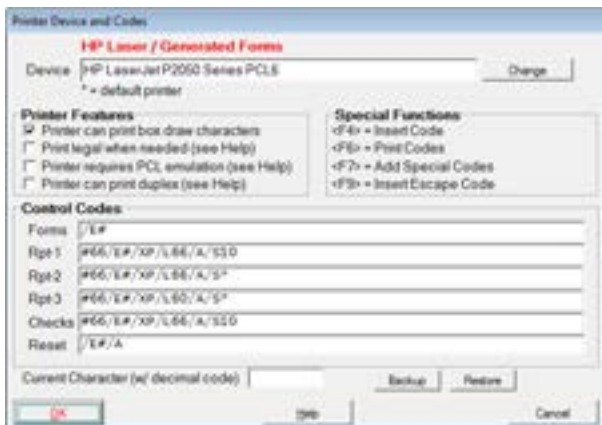 Printer Device and Codes
HP Laser / Generated Forms
Device HP LaserJet P2050 Series PCL6 Change
* = default printer
Printer Features
Printer can print box draw characters
Print legal when needed (see Help)
Printer requires PCL emulation (see Help)
Printer can print duplex (see Help)
Special Functions
<F4> = Insert Code
<F6> = Print Codes
<F7> = Add Special Codes
<F9> = Insert Escape Code
Control Codes
Forms /E#
Rpt-1 #66/E#/XP/L66/A/S10
Rpt-2 #66/E#/XP/L66/A/S*
Rpt-3 #66/E#/XP/L60/A/S*
Checks #66/E#/XP/L66/A/S10
Reset /E#/A
Current Character (w/ decimal code) Backup Restore
OK Help Cancel